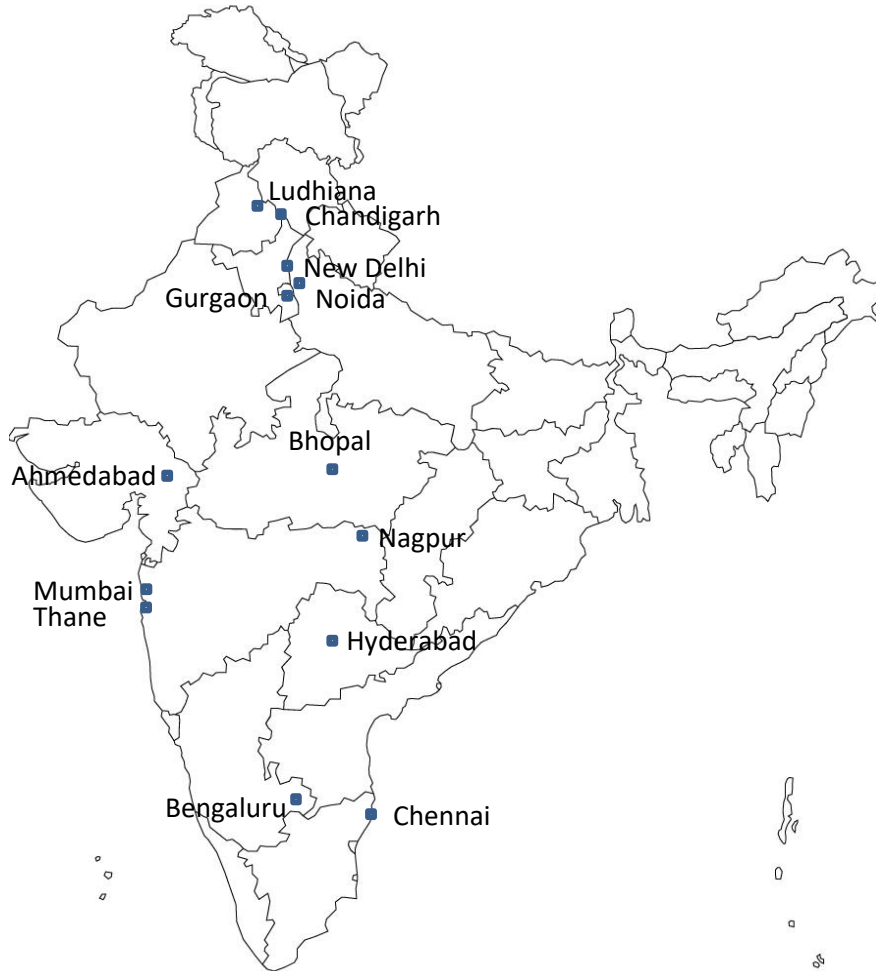 Ludhiana
Chandigarh
New Delhi
Gurgaon
Noida
Bhopal
Ahmedabad
Nagpur
Mumbai
Thane
Hyderabad
Bengaluru
Chennai